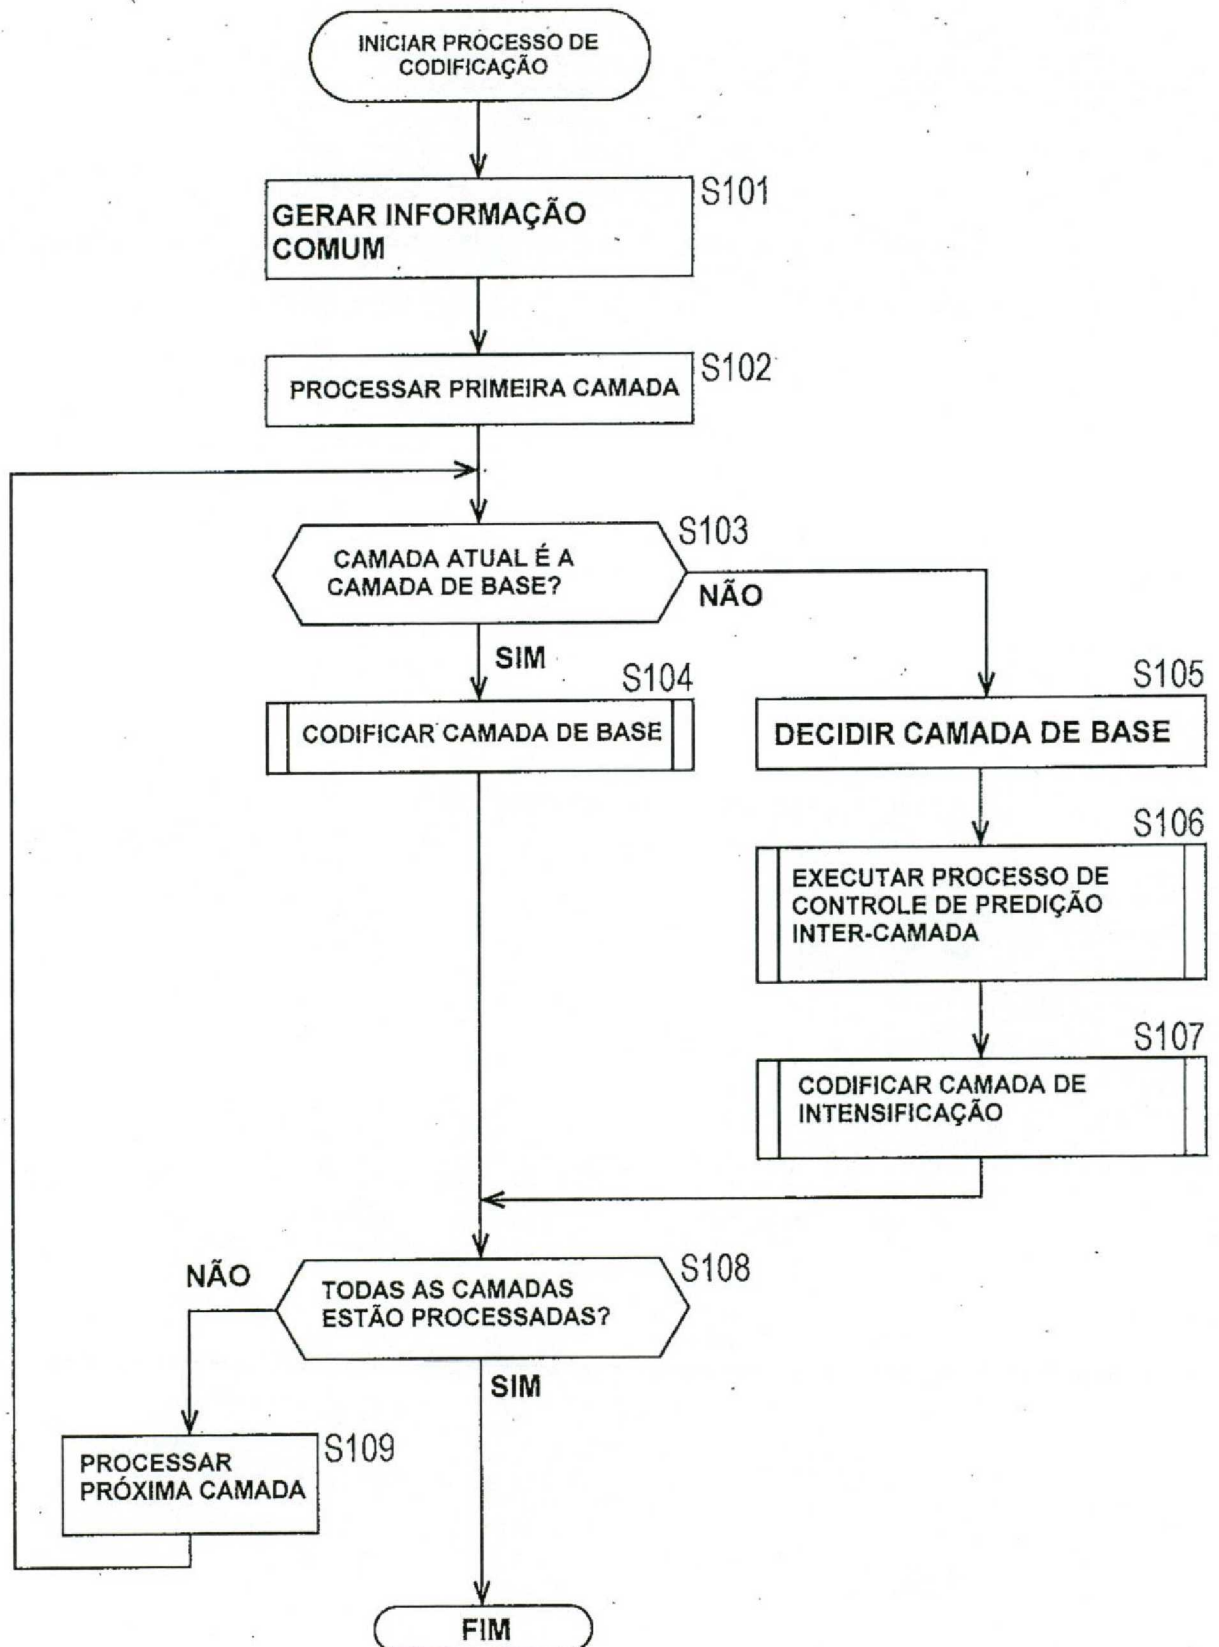 INICIAR PROCESSO DE
CODIFICAÇÃO
S101
GERAR INFORMAÇÃO
COMUM
S102
PROCESSAR PRIMEIRA CAMADA
S103
CAMADA ATUAL É A
CAMADA DE BASE?
NÃO
SIM
S104
CODIFICAR CAMADA DE BASE
S105
DECIDIR CAMADA DE BASE
S106
EXECUTAR PROCESSO DE
CONTROLE DE PREDIÇÃO
INTER-CAMADA
S107
CODIFICAR CAMADA DE
INTENSIFICAÇÃO
S108
TODAS AS CAMADAS
ESTÃO PROCESSADAS?
NÃO
SIM
S109
PROCESSAR
PRÓXIMA CAMADA
FIM